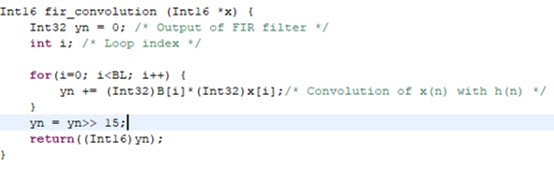 Int16 fir_convolution (Int16 *x) {
Int32 yn = 0; /* Output of FIR filter */
int i; /* Loop index */
for(i=0; i<BL; i++) {
yn += (Int32)B[i]*(Int32)x[i];/* Convolution of x(n) with h(n) */
}
yn = yn>> 15;
return((Int16)yn);
}